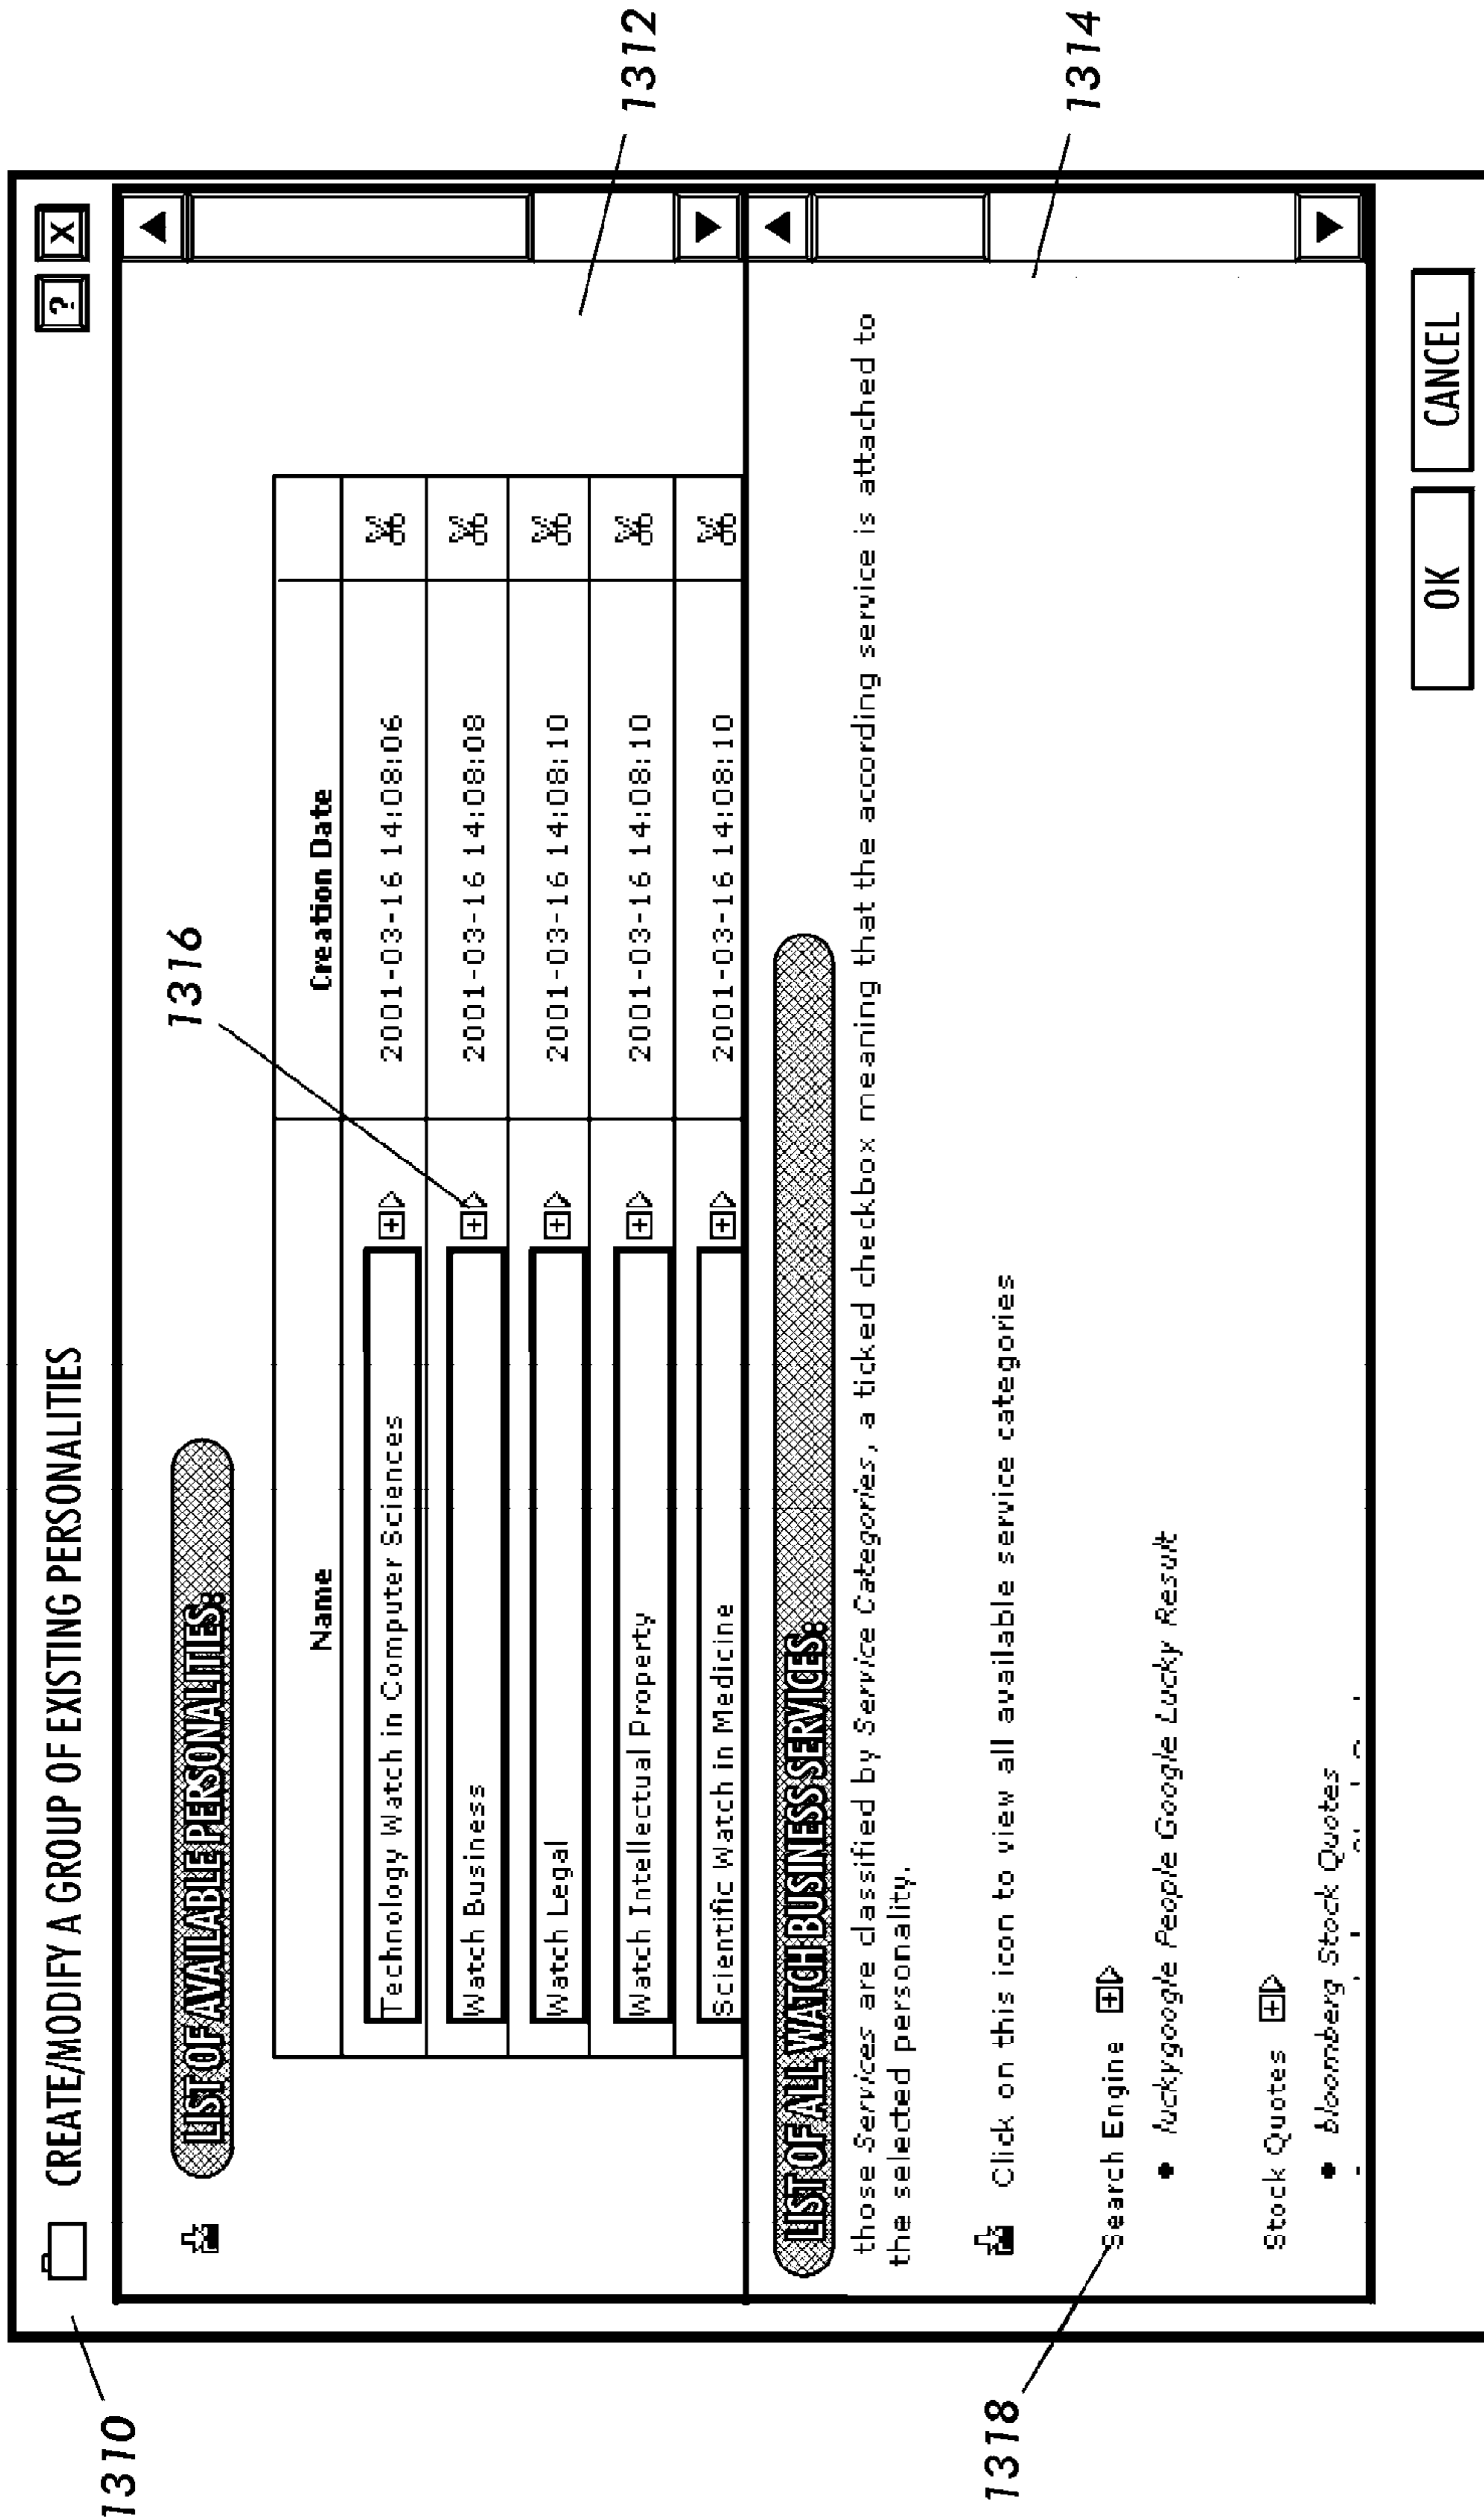 1310
CREATE/MODIFY A GROUP OF EXISTING PERSONALITIES
? X
LIST OF AVAILABLE PERSONALITIES:
1316
Name Creation Date
Technology Watch in Computer Sciences 2001-03-16 14:08:06
Watch Business 2001-03-16 14:08:08
Watch Legal 2001-03-16 14:08:10
Watch Intellectual Property 2001-03-16 14:08:10
Scientific Watch in Medicine 2001-03-16 14:08:10
1312
LIST OF ALL WATCH BUSINESS SERVICES:
those Services are classified by Service Categories, a ticked checkbox meaning that the according service is attached to
the selected personality.
Click on this icon to view all available service categories
1314
1318
Search Engine
• luckygoogle People Google Lucky Result
Stock Quotes
• bloomberg Stock Quotes
OK CANCEL